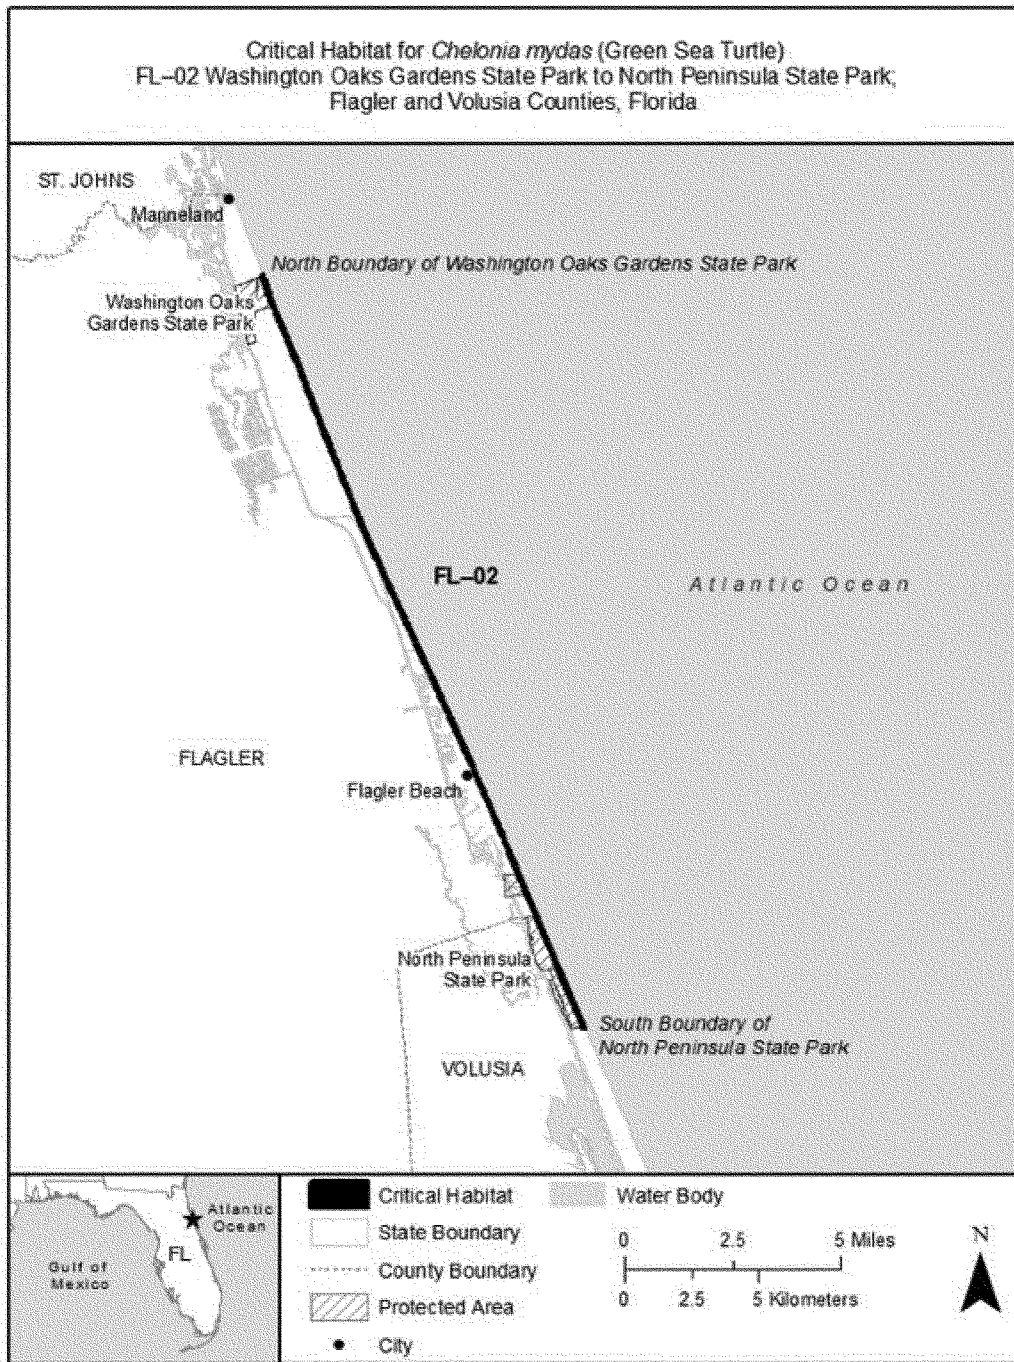 Critical Habitat for Chelonia mydas (Green Sea Turtle)
FL–02 Washington Oaks Gardens State Park to North Peninsula State Park;
Flagler and Volusia Counties, Florida
ST. JOHNS
Marineland
North Boundary of Washington Oaks Gardens State Park
Washington Oaks
Gardens State Park
FL–02
Atlantic Ocean
FLAGLER
Flagler Beach
North Peninsula
State Park
South Boundary of
North Peninsula State Park
VOLUSIA
Atlantic
Ocean
FL
Gulf of
Mexico
Critical Habitat
Water Body
State Boundary
County Boundary
Protected Area
City
0 2.5 5 Miles
0 2.5 5 Kilometers
N